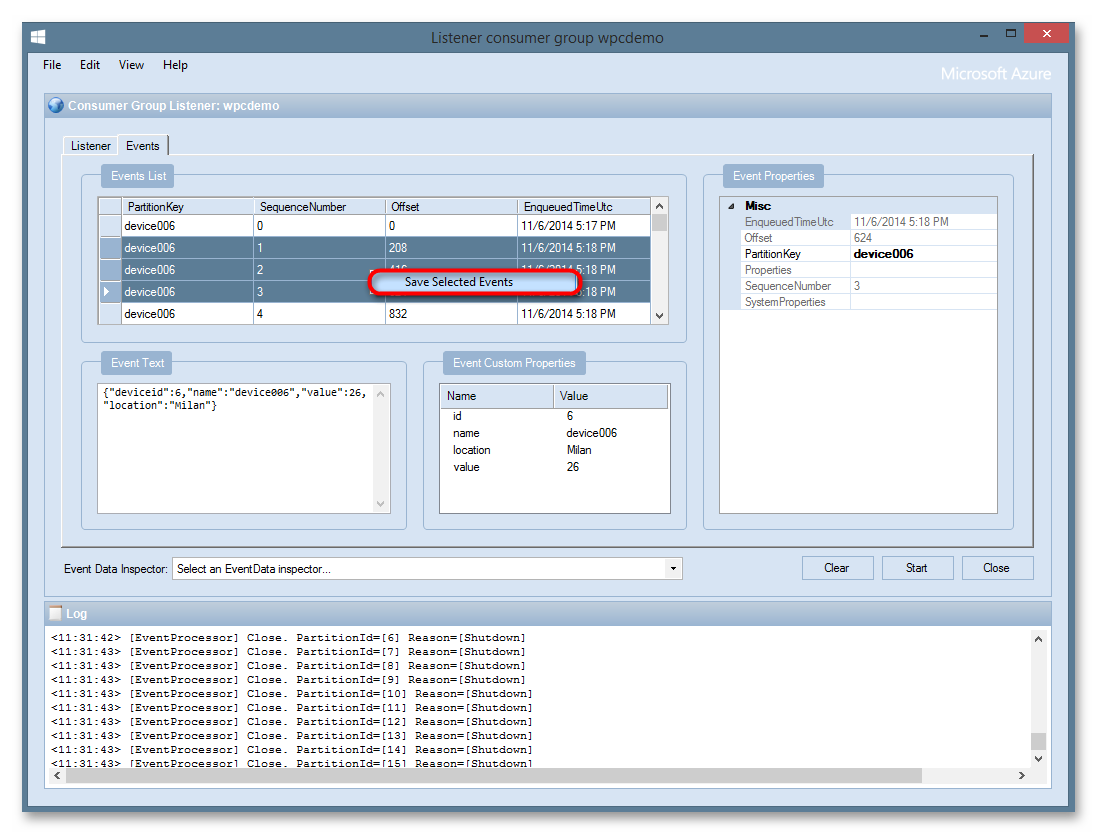 Listener consumer group wpcdemo
File Edit View Help
Microsoft Azure
Consumer Group Listener: wpcdemo
Listener Events
Events List
PartitionKey SequenceNumber Offset EnqueuedTimeUtc
device006 0 0 11/6/2014 5:17 PM
device006 1 208 11/6/2014 5:18 PM
device006 2 5:18 PM
Save Selected Events
device006 3 5:18 PM
device006 4 832 11/6/2014 5:18 PM
Event Properties
Misc
EnqueuedTimeUtc 11/6/2014 5:18 PM
Offset 624
PartitionKey device006
Properties
SequenceNumber 3
SystemProperties
Event Text
{"deviceid":6,"name":"device006","value":26,
"location":"Milan"}
Event Custom Properties
Name Value
id 6
name device006
location Milan
value 26
Event Data Inspector: Select an EventData inspector... Clear Start Close
Log
<11:31:42> [EventProcessor] Close. PartitionId=[6] Reason=[Shutdown]
<11:31:43> [EventProcessor] Close. PartitionId=[7] Reason=[Shutdown]
<11:31:43> [EventProcessor] Close. PartitionId=[8] Reason=[Shutdown]
<11:31:43> [EventProcessor] Close. PartitionId=[9] Reason=[Shutdown]
<11:31:43> [EventProcessor] Close. PartitionId=[10] Reason=[Shutdown]
<11:31:43> [EventProcessor] Close. PartitionId=[11] Reason=[Shutdown]
<11:31:43> [EventProcessor] Close. PartitionId=[12] Reason=[Shutdown]
<11:31:43> [EventProcessor] Close. PartitionId=[13] Reason=[Shutdown]
<11:31:43> [EventProcessor] Close. PartitionId=[14] Reason=[Shutdown]
<11:31:43> [EventProcessor] Close. PartitionId=[15] Reason=[Shutdown]